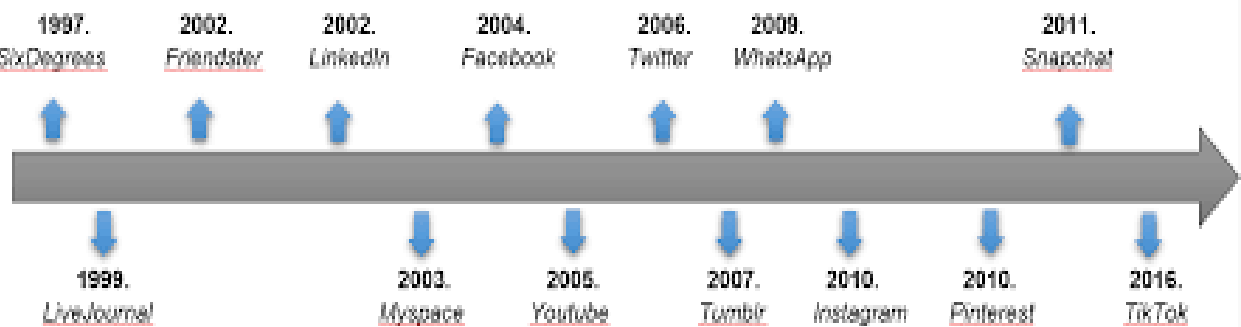 1997.
SixDegrees
2002.
Friendster
2002.
LinkedIn
2004.
Facebook
2006.
Twitter
2009.
WhatsApp
2011.
Snapchat
1999.
LiveJournal
2003.
Myspace
2005.
Youtube
2007.
Tumblr
2010.
Instagram
2010.
Pinterest
2016.
TikTok